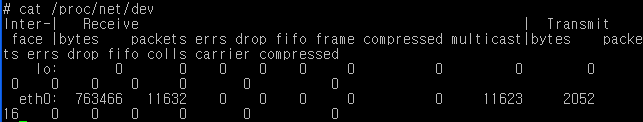 # cat /proc/net/dev
Inter-|   Receive                                                |  Transmit
 face |bytes    packets errs drop fifo frame compressed multicast|bytes    packe
ts errs drop fifo colls carrier compressed
    lo:       0       0    0    0    0     0          0         0        0
 0    0    0    0     0       0          0
  eth0:  763466   11632    0    0    0     0          0     11623     2052
16    0    0    0     0       0          0